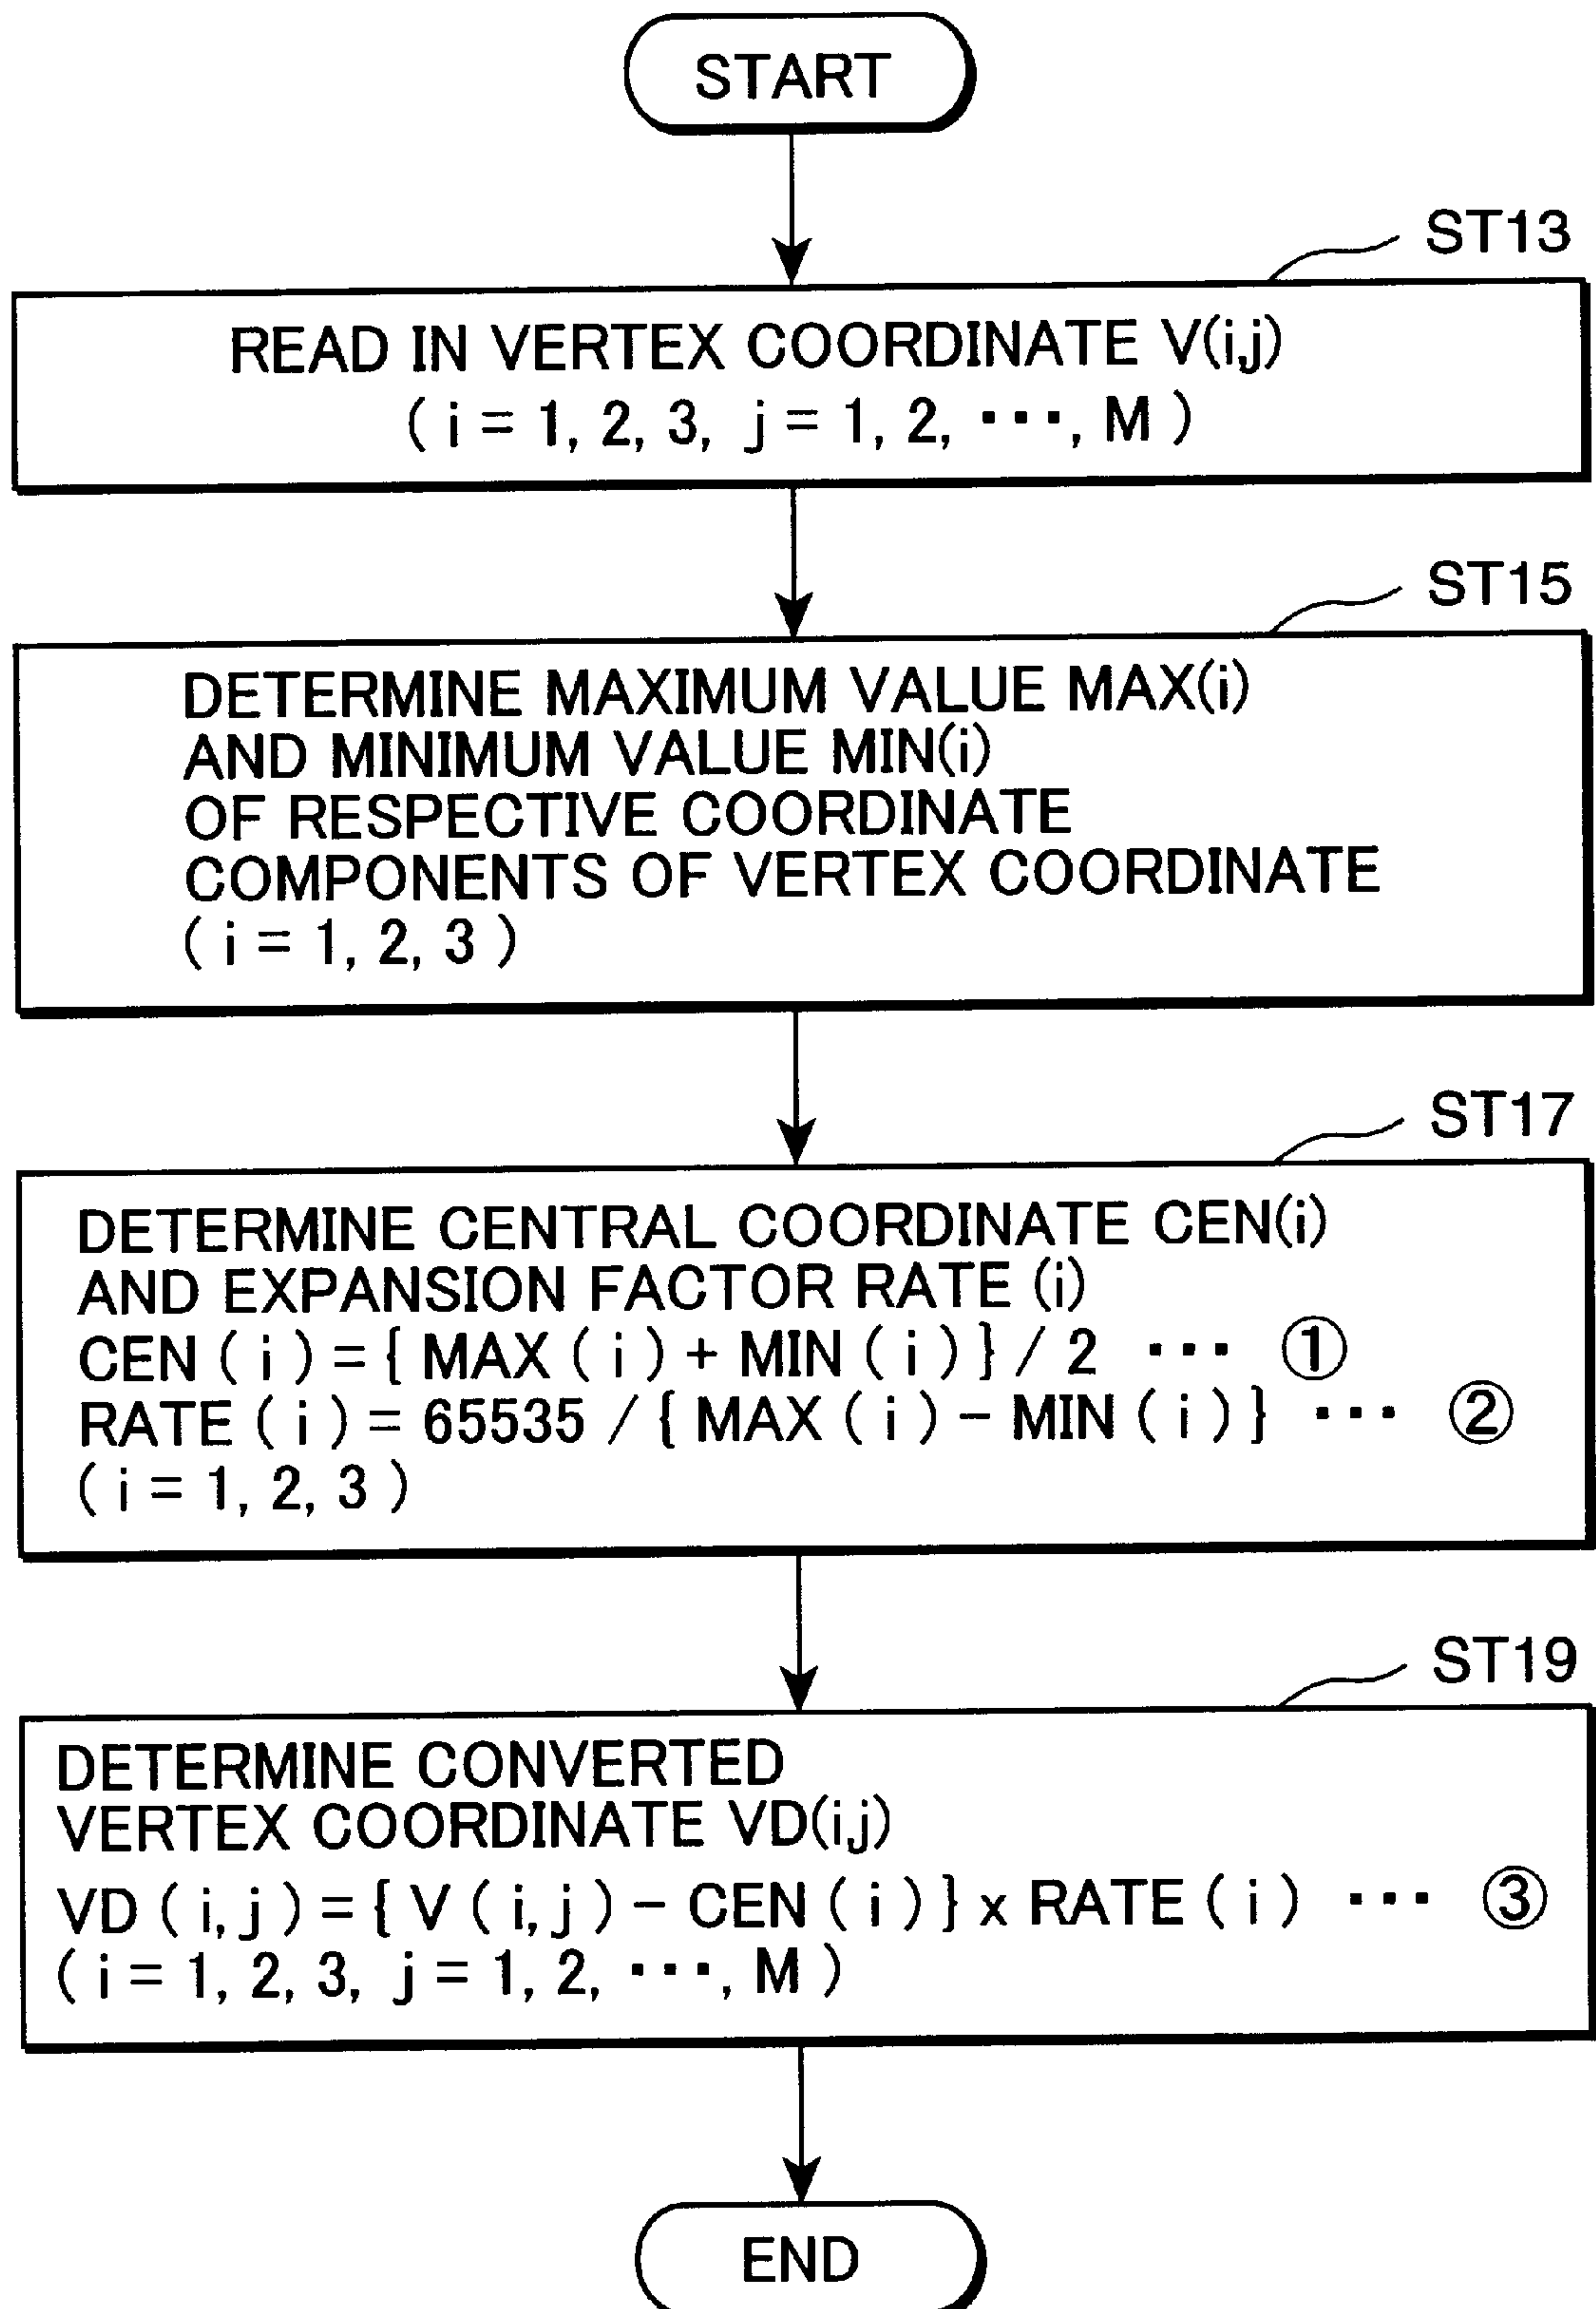 START
ST13
READ IN VERTEX COORDINATE V(i,j)
( i = 1, 2, 3, j = 1, 2, ･･･, M )
ST15
DETERMINE MAXIMUM VALUE MAX(i)
AND MINIMUM VALUE MIN(i)
OF RESPECTIVE COORDINATE
COMPONENTS OF VERTEX COORDINATE
( i = 1, 2, 3 )
ST17
DETERMINE CENTRAL COORDINATE CEN(i)
AND EXPANSION FACTOR RATE (i)
CEN ( i ) = { MAX ( i ) + MIN ( i ) } / 2 ･･･ ①
RATE ( i ) = 65535 / { MAX ( i ) - MIN ( i ) } ･･･ ②
( i = 1, 2, 3 )
ST19
DETERMINE CONVERTED
VERTEX COORDINATE VD(i,j)
VD ( i, j ) = { V ( i, j ) - CEN ( i ) } x RATE ( i ) ･･･ ③
( i = 1, 2, 3, j = 1, 2, ･･･, M )
END